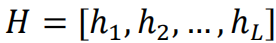 H = [h₁, h₂, …, h_L]